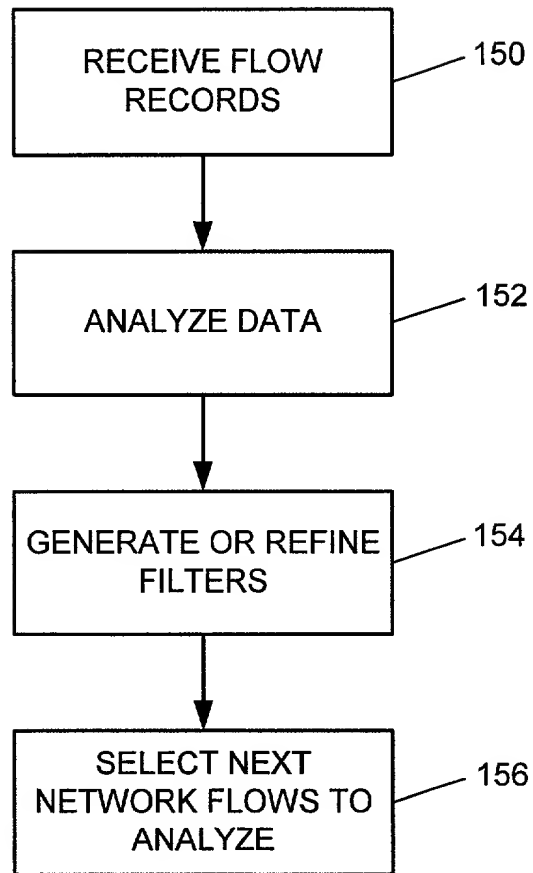 RECEIVE FLOW
RECORDS
150
ANALYZE DATA
152
GENERATE OR REFINE
FILTERS
154
SELECT NEXT
NETWORK FLOWS TO
ANALYZE
156